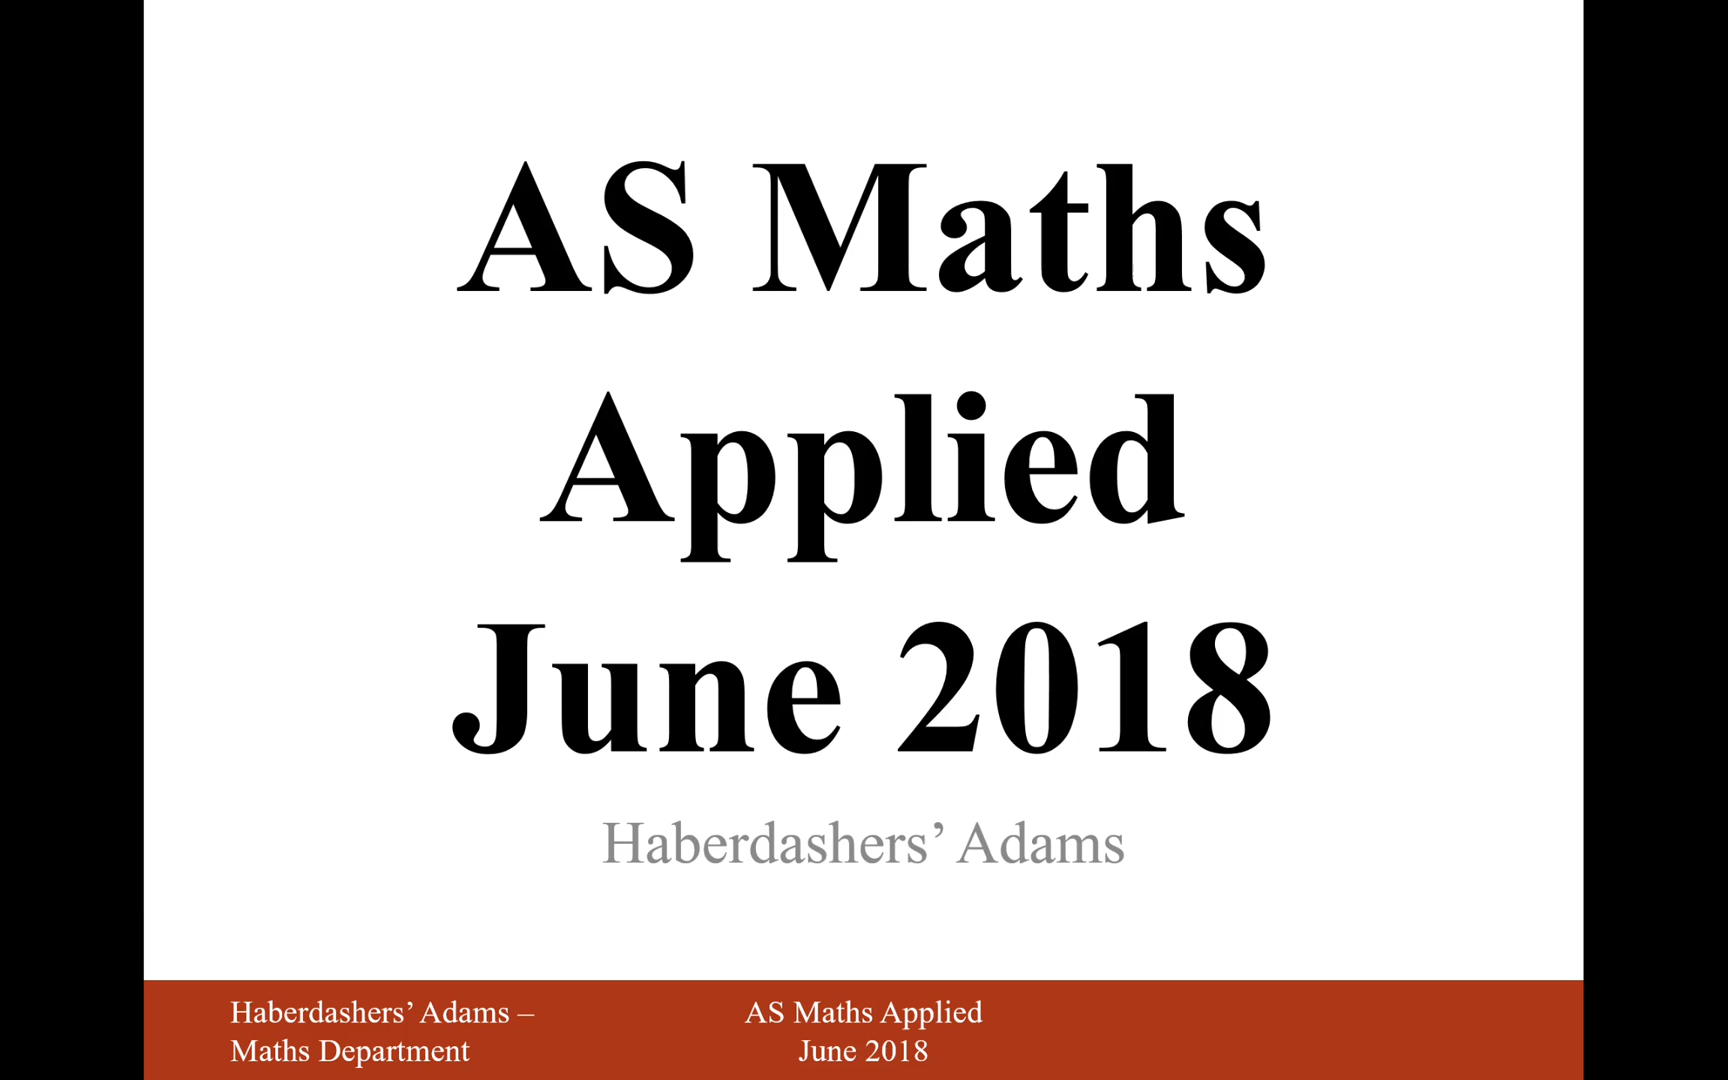 AS Maths
Applied
June 2018
Haberdashers’ Adams
Haberdashers’ Adams –
Maths Department
AS Maths Applied
June 2018